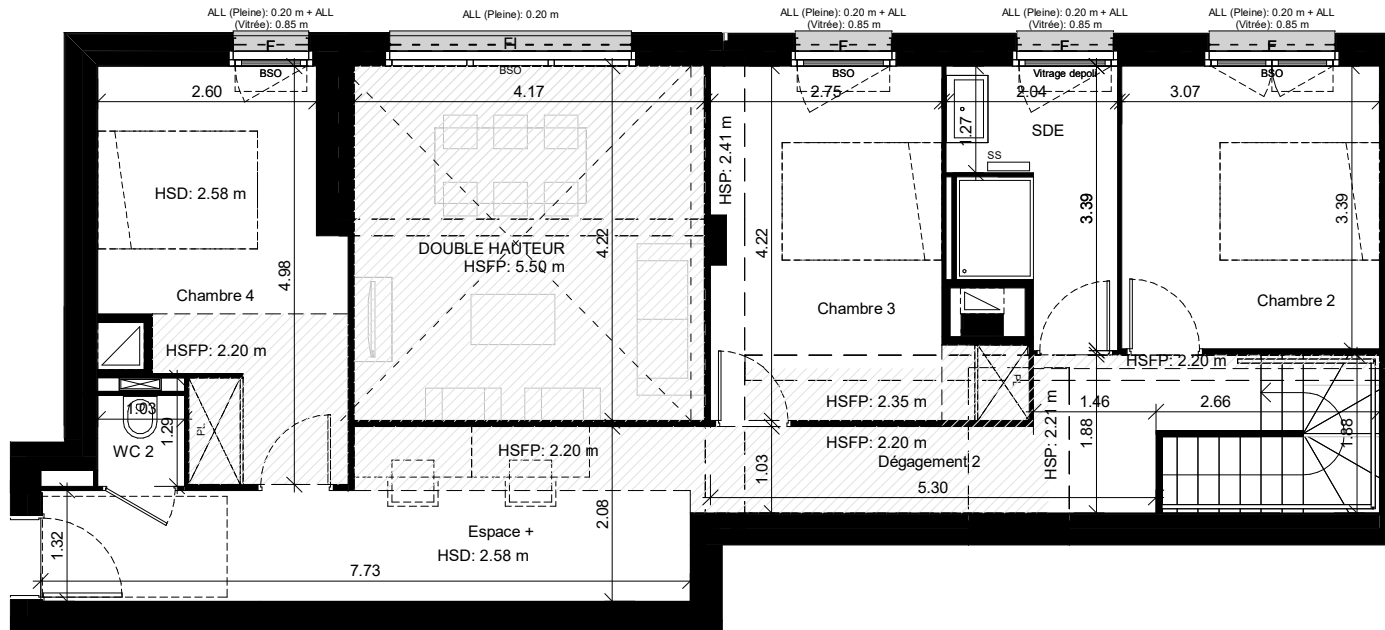 ALL (Pleine): 0.20 m + ALL
(Vitrée): 0.85 m
ALL (Pleine): 0.20 m
ALL (Pleine): 0.20 m + ALL
(Vitrée): 0.85 m
ALL (Pleine): 0.20 m + ALL
(Vitrée): 0.85 m
ALL (Pleine): 0.20 m + ALL
(Vitrée): 0.85 m
F
F
F
F
BSO
BSO
BSO
Vitrage depoli
BSO
2.60
4.17
2.75
2.04
3.07
SDE
1.27
HSP: 2.41 m
SS
HSD: 2.58 m
3.39
3.39
4.22
4.22
DOUBLE HAUTEUR
HSFP: 5.50 m
4.98
Chambre 4
Chambre 3
Chambre 2
HSFP: 2.20 m
HSFP: 2.20 m
PL.
HSFP: 2.35 m
1.46
2.66
1.03
1.29
PL.
WC 2
HSFP: 2.20 m
HSFP: 2.20 m
Dégagement 2
HSP: 2.21 m
1.88
1.88
1.03
5.30
2.08
Espace +
HSD: 2.58 m
1.32
7.73